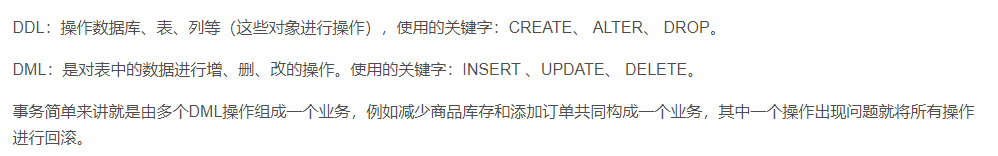 DDL：操作数据库、表、列等（这些对象进行操作），使用的关键字：CREATE、 ALTER、 DROP。
DML：是对表中的数据进行增、删、改的操作。使用的关键字：INSERT 、UPDATE、 DELETE。
事务简单来讲就是由多个DML操作组成一个业务，例如减少商品库存和添加订单共同构成一个业务，其中一个操作出现问题就将所有操作
进行回滚。